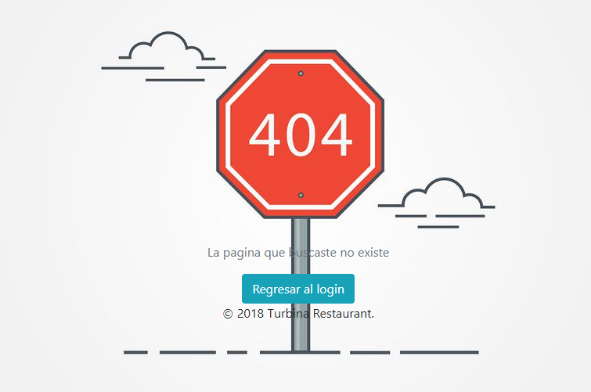 404
La pagina que buscaste no existe
Regresar al login
© 2018 Turbina Restaurant.